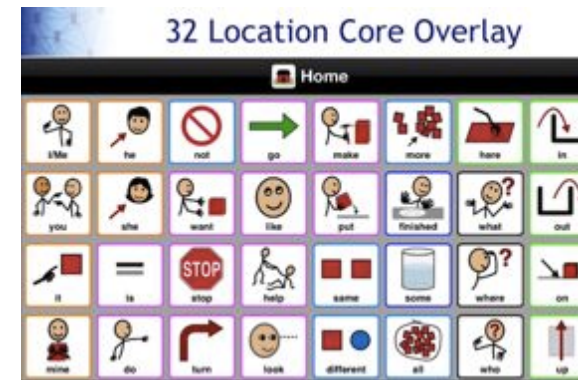 32 Location Core Overlay
Home
I/Me he not go make more here in
you she want like put finished what out
it is STOP stop help same some where on
mine do turn look different all who up